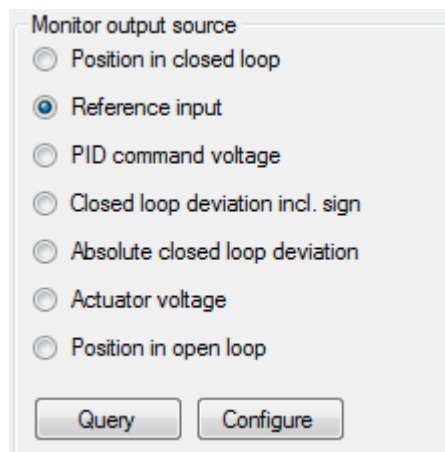 Monitor output source
Position in closed loop
Reference input
PID command voltage
Closed loop deviation incl. sign
Absolute closed loop deviation
Actuator voltage
Position in open loop
Query Configure